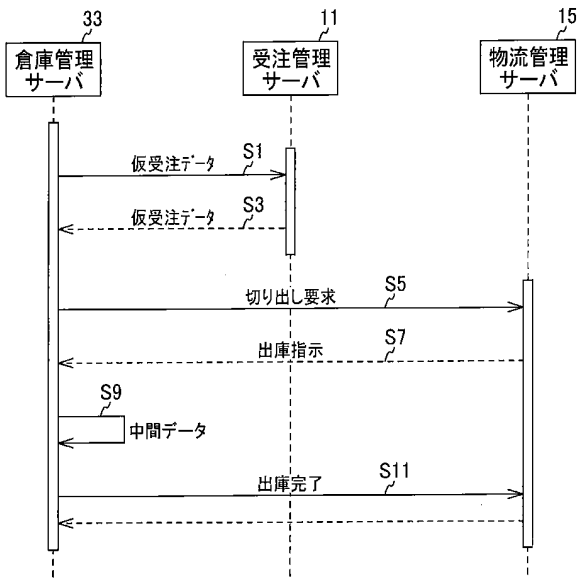 33
倉庫管理
サーバ
11
受注管理
サーバ
15
物流管理
サーバ
仮受注データ
S1
仮受注データ
S3
切り出し要求
S5
出庫指示
S7
S9
中間データ
出庫完了
S11